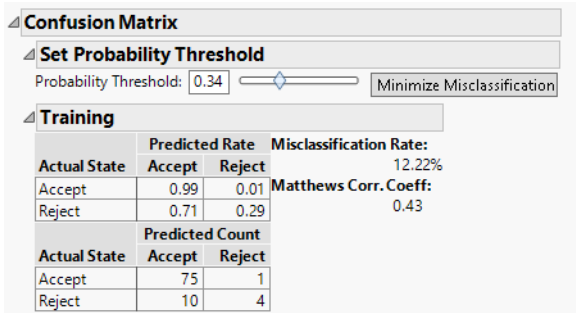 Confusion Matrix
Set Probability Threshold
Probability Threshold: 0.34 Minimize Misclassification
Training
Predicted Rate Misclassification Rate:
Actual State Accept Reject 12.22%
Accept 0.99 0.01 Matthews Corr. Coeff:
Reject 0.71 0.29 0.43
Predicted Count
Actual State Accept Reject
Accept 75 1
Reject 10 4